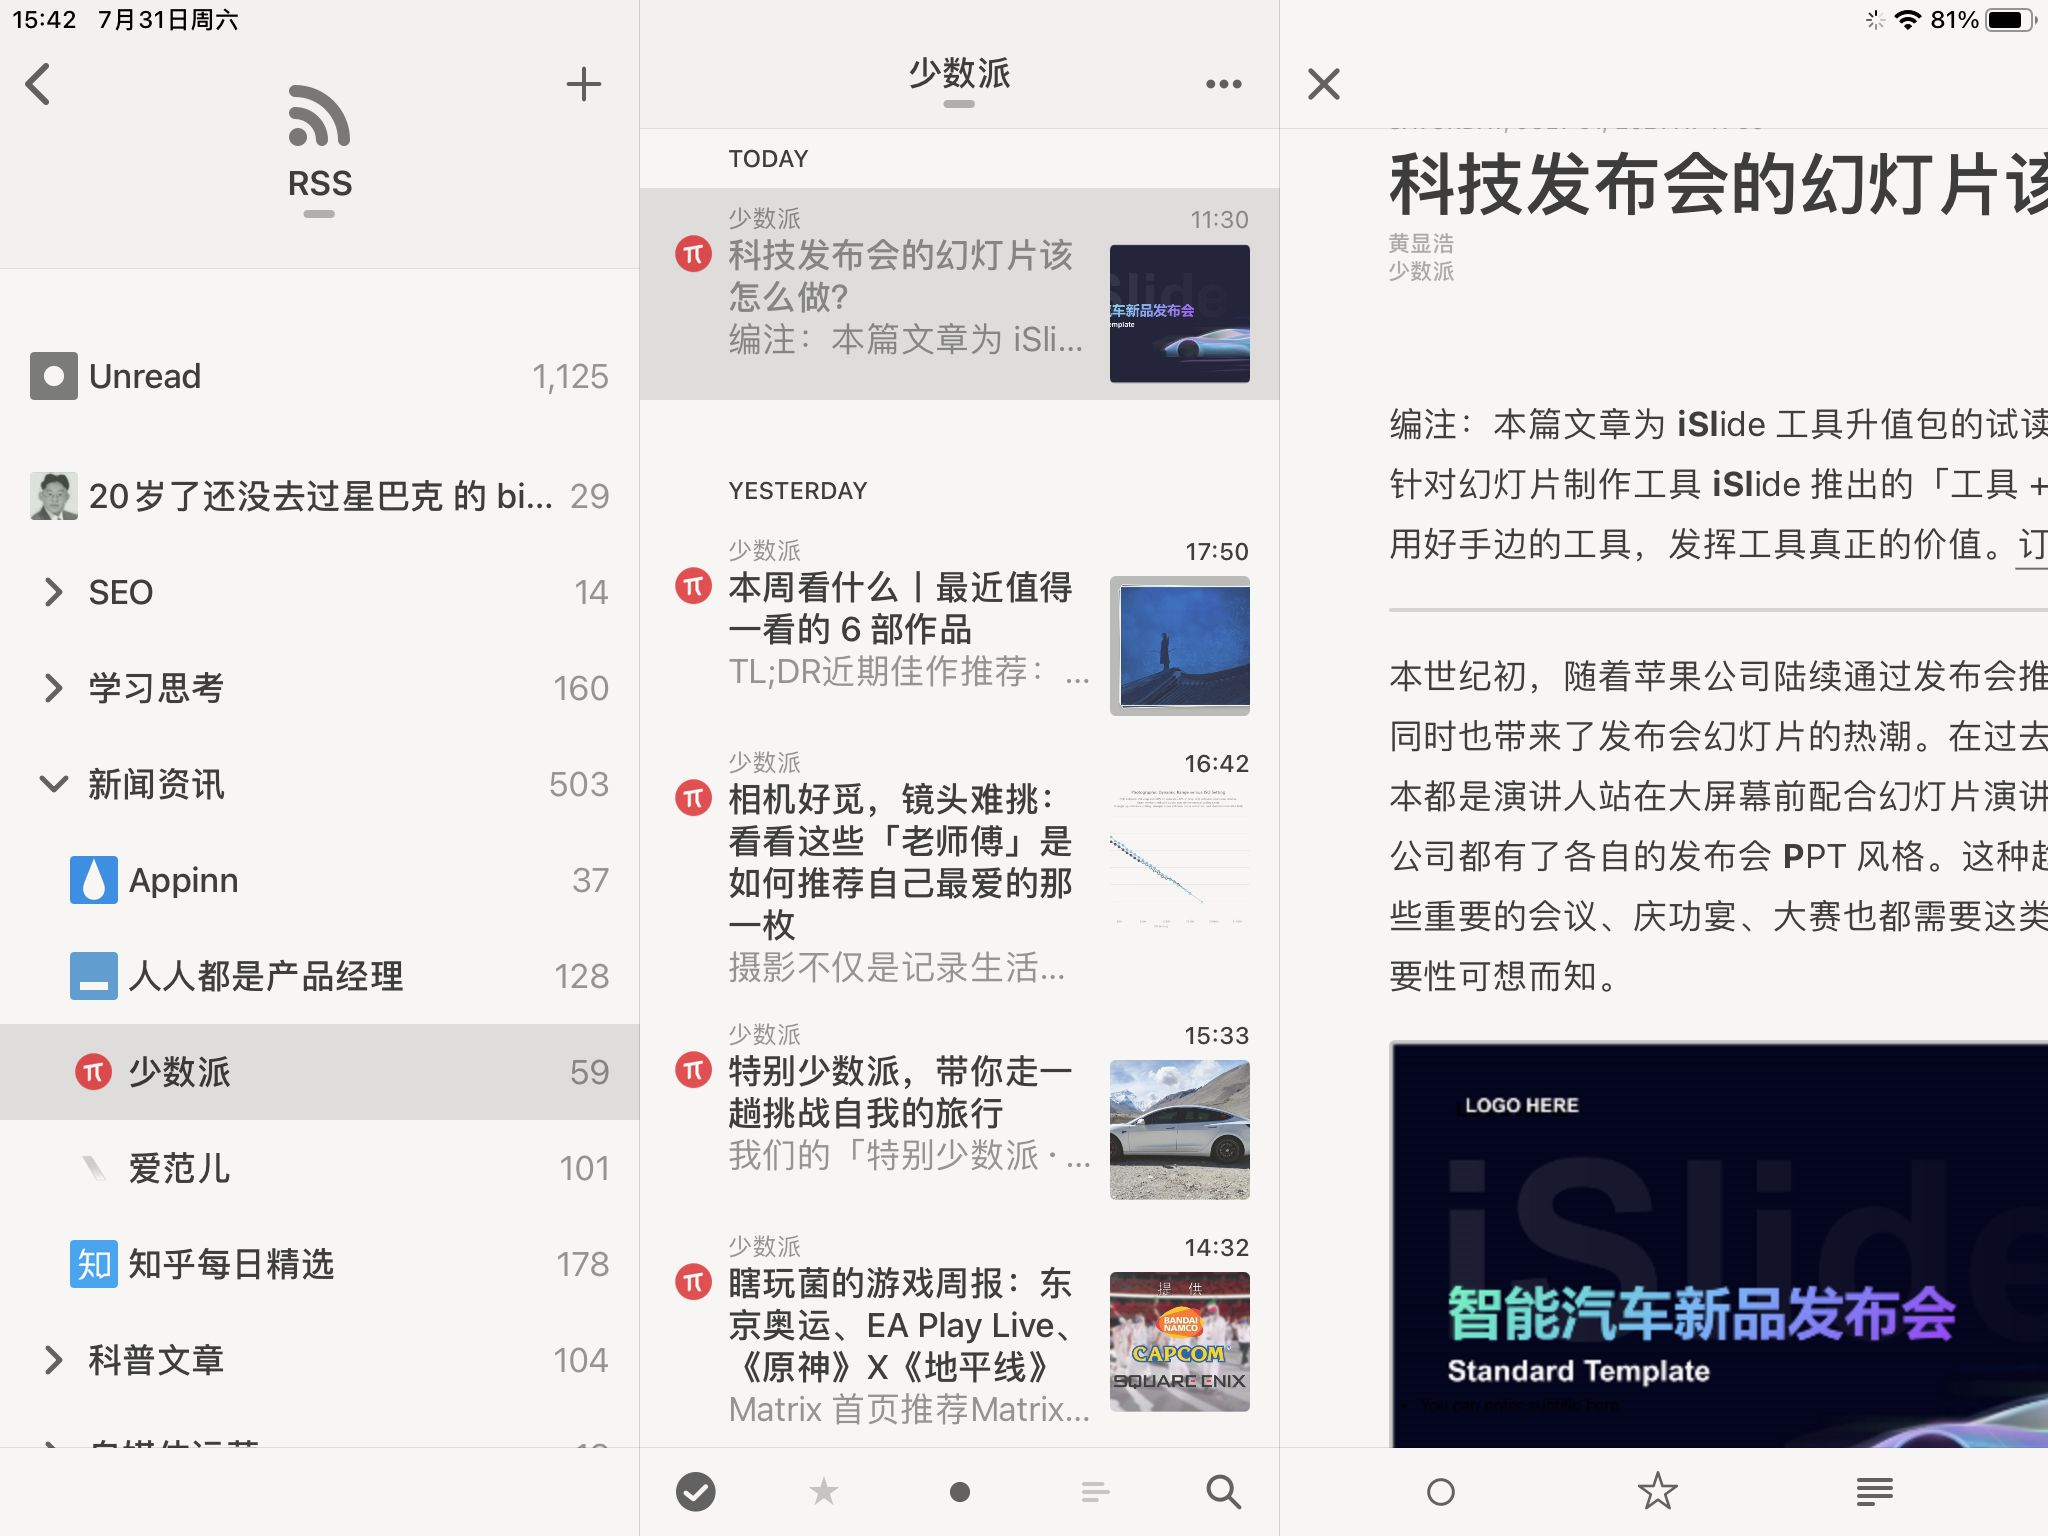 15:42 7月31日周六
81%
RSS
Unread 1,125
20岁了还没去过星巴克 的 bi... 29
SEO 14
学习思考 160
新闻资讯 503
Appinn 37
人人都是产品经理 128
少数派 59
爱范儿 101
知
知乎每日精选 178
科普文章 104
少数派
TODAY
少数派 11:30
科技发布会的幻灯片该
怎么做?
编注：本篇文章为 iSli...
YESTERDAY
少数派 17:50
本周看什么丨最近值得
一看的 6 部作品
TL;DR近期佳作推荐：...
少数派 16:42
相机好觅，镜头难挑：
看看这些「老师傅」是
如何推荐自己最爱的那
一枚
摄影不仅是记录生活...
少数派 15:33
特别少数派，带你走一
趟挑战自我的旅行
我们的「特别少数派 · ...
少数派 14:32
瞎玩菌的游戏周报：东
京奥运、EA Play Live、
《原神》X《地平线》
Matrix 首页推荐Matrix...
提 供
BANDAI
NAMCO
CAPCOM
SQUARE ENIX
科技发布会的幻灯片该
黄显浩
少数派
编注：本篇文章为 iSlide 工具升值包的试读
针对幻灯片制作工具 iSlide 推出的「工具 +
用好手边的工具，发挥工具真正的价值。订
本世纪初，随着苹果公司陆续通过发布会推
同时也带来了发布会幻灯片的热潮。在过去
本都是演讲人站在大屏幕前配合幻灯片演讲
公司都有了各自的发布会 PPT 风格。这种趋
些重要的会议、庆功宴、大赛也都需要这类
要性可想而知。
LOGO HERE
iSlide
智能汽车新品发布会
Standard Template
You can enter subtitle here